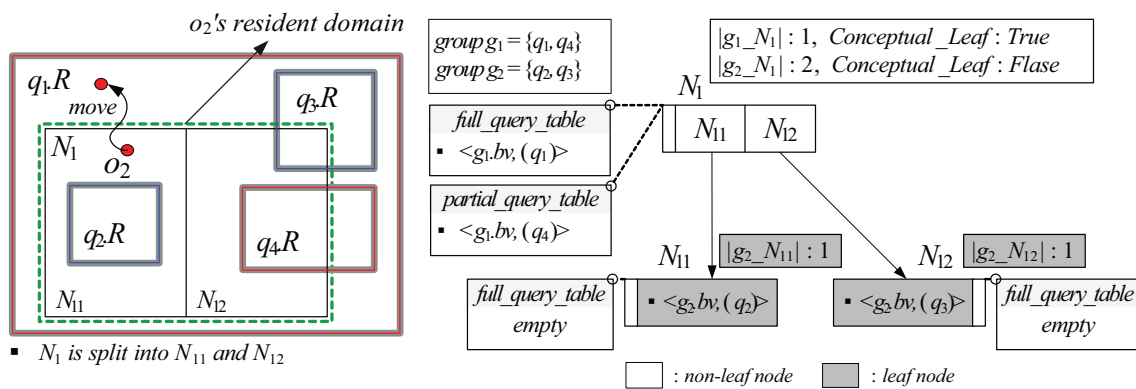 o₂'s resident domain
q₁.R
move
q₃.R
N₁
o₂
q₂.R
q₄.R
N₁₁
N₁₂
▪ N₁ is split into N₁₁ and N₁₂
group g₁ = {q₁, q₄}
group g₂ = {q₂, q₃}
|g₁_N₁| : 1, Conceptual_Leaf : True
|g₂_N₁| : 2, Conceptual_Leaf : Flase
N₁
full_query_table
▪ <g₁.bv, (q₁)>
N₁₁
N₁₂
partial_query_table
▪ <g₁.bv, (q₄)>
N₁₁
|g₂_N₁₁| : 1
N₁₂
|g₂_N₁₂| : 1
full_query_table
empty
▪ <g₂.bv, (q₂)>
▪ <g₂.bv, (q₃)>
full_query_table
empty
: non-leaf node
: leaf node